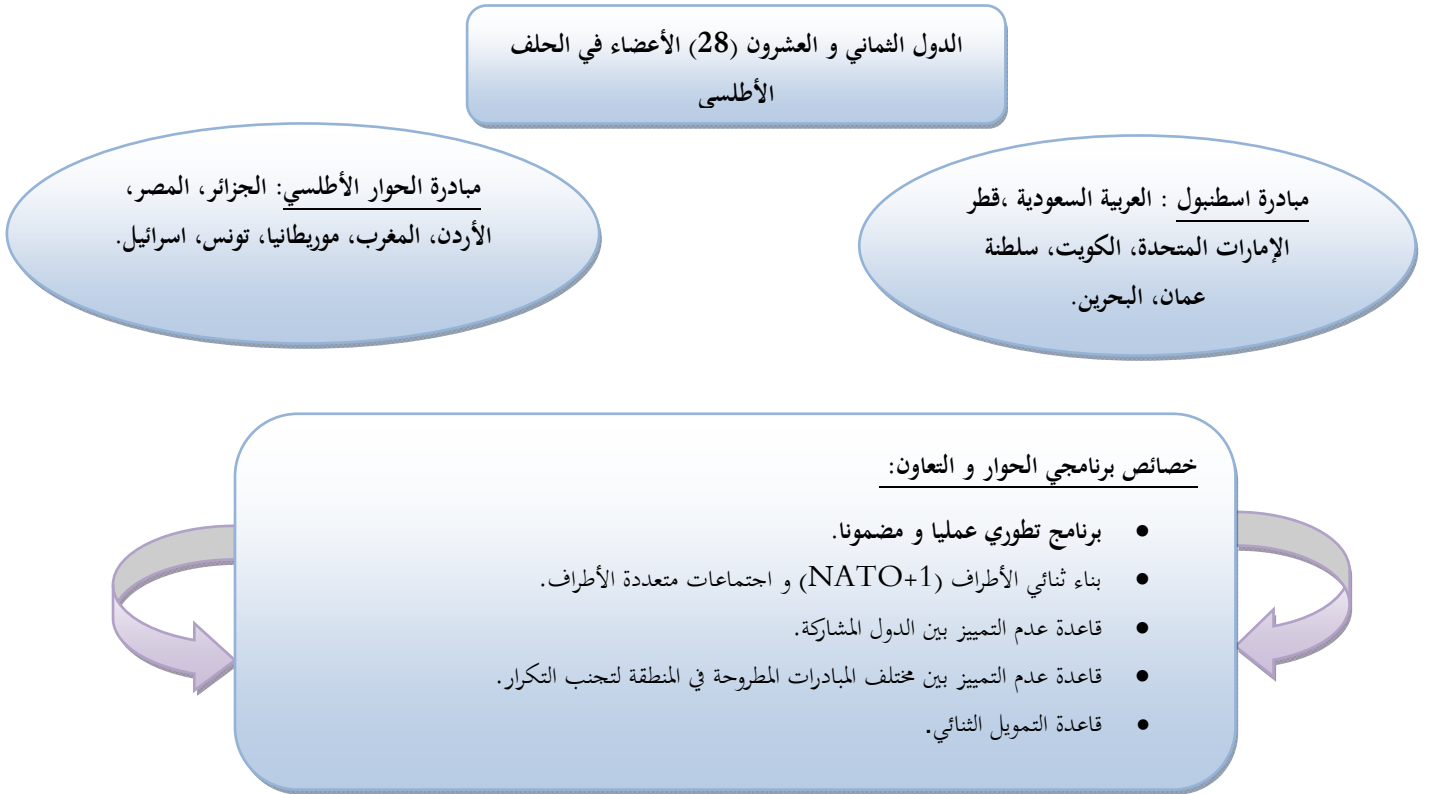 الدول الثماني و العشرون (28) الأعضاء في الحلف
الأطلسي
مبادرة اسطنبول : العربية السعودية ،قطر
الإمارات المتحدة، الكويت، سلطنة
عمان، البحرين.
مبادرة الحوار الأطلسي: الجزائر، المصر،
الأردن، المغرب، موريطانيا، تونس، اسرائيل.
خصائص برنامجي الحوار و التعاون:
● برنامج تطوري عمليا و مضمونا.
● بناء ثنائي الأطراف (NATO+1) و اجتماعات متعددة الأطراف.
● قاعدة عدم التمييز بين الدول المشاركة.
● قاعدة عدم التمييز بين مختلف المبادرات المطروحة في المنطقة لتجنب التكرار.
● قاعدة التمويل الثنائي.